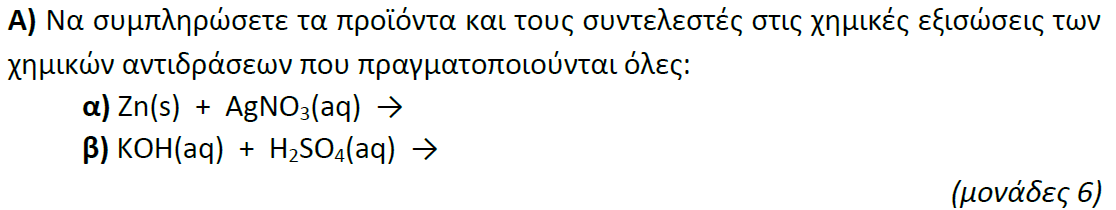 Α) Να συμπληρώσετε τα προϊόντα και τους συντελεστές στις χημικές εξισώσεις των
χημικών αντιδράσεων που πραγματοποιούνται όλες:
α) Zn(s) + AgNO₃(aq) →
β) KOH(aq) + H₂SO₄(aq) →
(μονάδες 6)